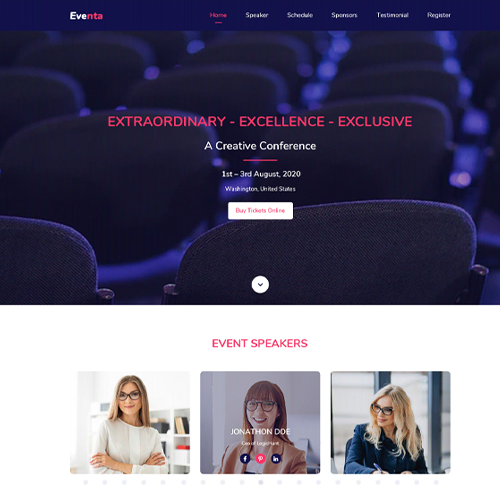 Eventa
Home Speaker Schedule Sponsors Testimonial Register
EXTRAORDINARY - EXCELLENCE - EXCLUSIVE
A Creative Conference
1st – 3rd August, 2020
Washington, United States
Buy Tickets Online
EVENT SPEAKERS
JONATHON DOE